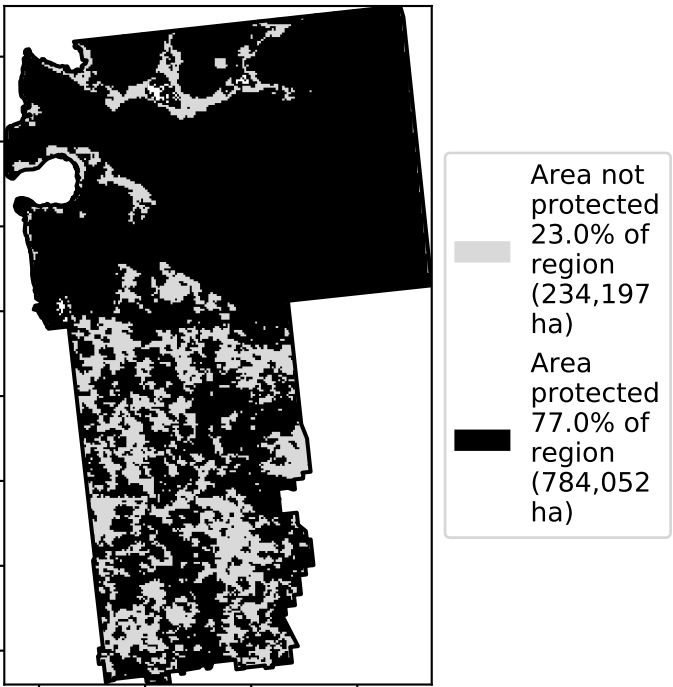 Area not
protected
23.0% of
region
(234,197
ha)
Area
protected
77.0% of
region
(784,052
ha)